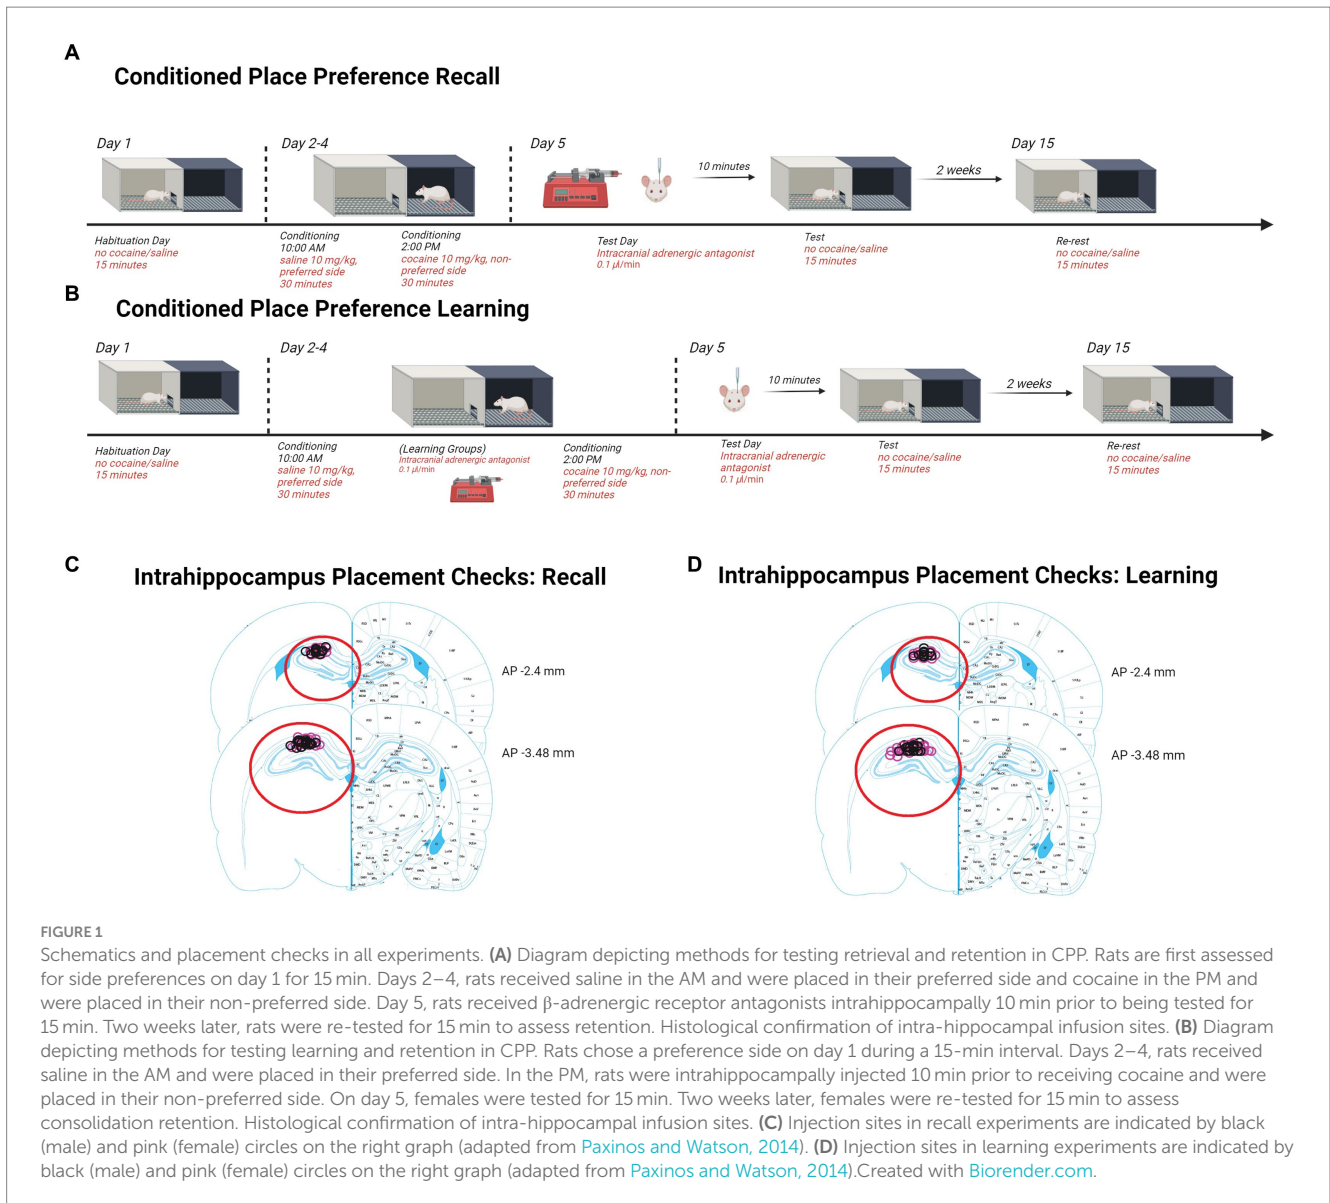 A
Conditioned Place Preference Recall
Day 1
Day 2-4
Day 5
10 minutes
2 weeks
Day 15
Habituation Day
no cocaine/saline
15 minutes
Conditioning
10:00 AM
saline 10 mg/kg,
preferred side
30 minutes
Conditioning
2:00 PM
cocaine 10 mg/kg, non-
preferred side
30 minutes
Test Day
Intracranial adrenergic antagonist
0.1 µl/min
Test
no cocaine/saline
15 minutes
Re-rest
no cocaine/saline
15 minutes
B
Conditioned Place Preference Learning
Day 1
Day 2-4
Day 5
10 minutes
2 weeks
Day 15
Habituation Day
no cocaine/saline
15 minutes
Conditioning
10:00 AM
saline 10 mg/kg,
preferred side
30 minutes
(Learning Groups)
Intracranial adrenergic antagonist
0.1 µl/min
Conditioning
2:00 PM
cocaine 10 mg/kg, non-
preferred side
30 minutes
Test Day
Intracranial adrenergic
antagonist
0.1 µl/min
Test
no cocaine/saline
15 minutes
Re-rest
no cocaine/saline
15 minutes
C
Intrahippocampus Placement Checks: Recall
AP -2.4 mm
AP -3.48 mm
D
Intrahippocampus Placement Checks: Learning
AP -2.4 mm
AP -3.48 mm
FIGURE 1
Schematics and placement checks in all experiments. (A) Diagram depicting methods for testing retrieval and retention in CPP. Rats are first assessed
for side preferences on day 1 for 15 min. Days 2–4, rats received saline in the AM and were placed in their preferred side and cocaine in the PM and
were placed in their non-preferred side. Day 5, rats received β-adrenergic receptor antagonists intrahippocampally 10 min prior to being tested for
15 min. Two weeks later, rats were re-tested for 15 min to assess retention. Histological confirmation of intra-hippocampal infusion sites. (B) Diagram
depicting methods for testing learning and retention in CPP. Rats chose a preference side on day 1 during a 15-min interval. Days 2–4, rats received
saline in the AM and were placed in their preferred side. In the PM, rats were intrahippocampally injected 10 min prior to receiving cocaine and were
placed in their non-preferred side. On day 5, females were tested for 15 min. Two weeks later, females were re-tested for 15 min to assess
consolidation retention. Histological confirmation of intra-hippocampal infusion sites. (C) Injection sites in recall experiments are indicated by black
(male) and pink (female) circles on the right graph (adapted from Paxinos and Watson, 2014). (D) Injection sites in learning experiments are indicated by
black (male) and pink (female) circles on the right graph (adapted from Paxinos and Watson, 2014).Created with Biorender.com.